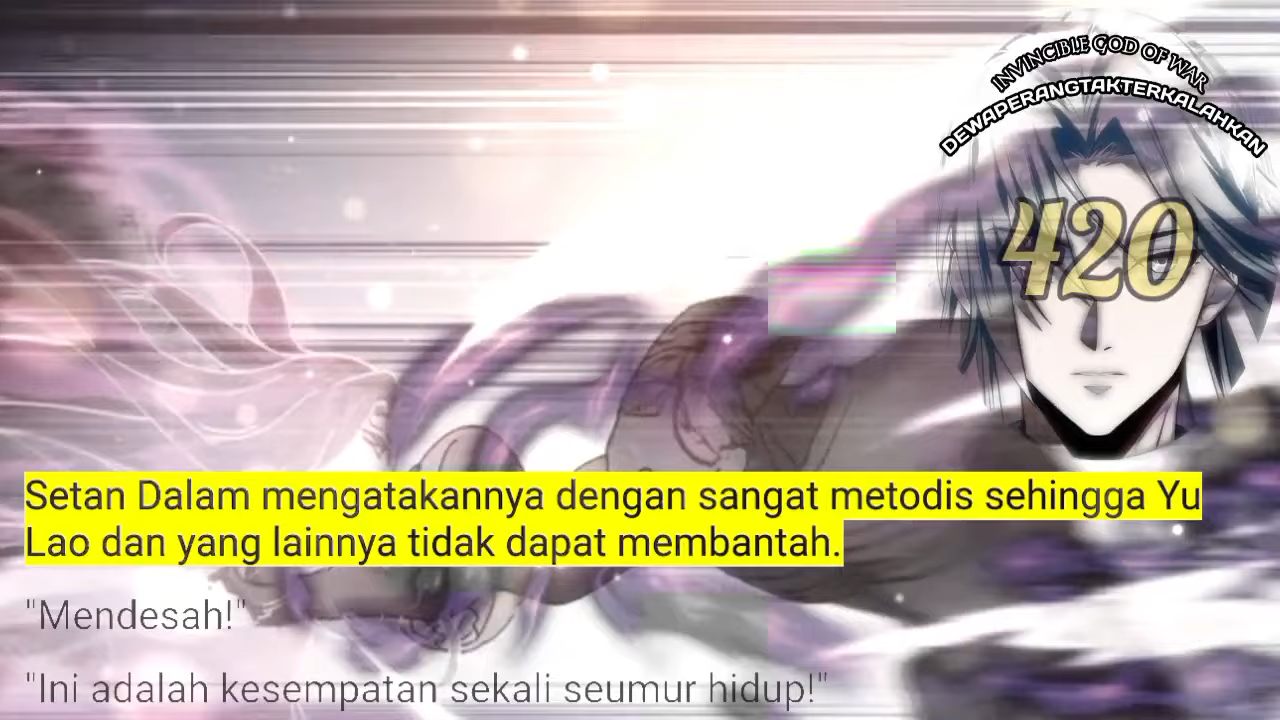 INVINCIBLE GOD OF WAR
DEWAPERANGTAKTERKALAHKAN
420
Setan Dalam mengatakannya dengan sangat metodis sehingga Yu
Lao dan yang lainnya tidak dapat membantah.
"Mendesah!"
"Ini adalah kesempatan sekali seumur hidup!"